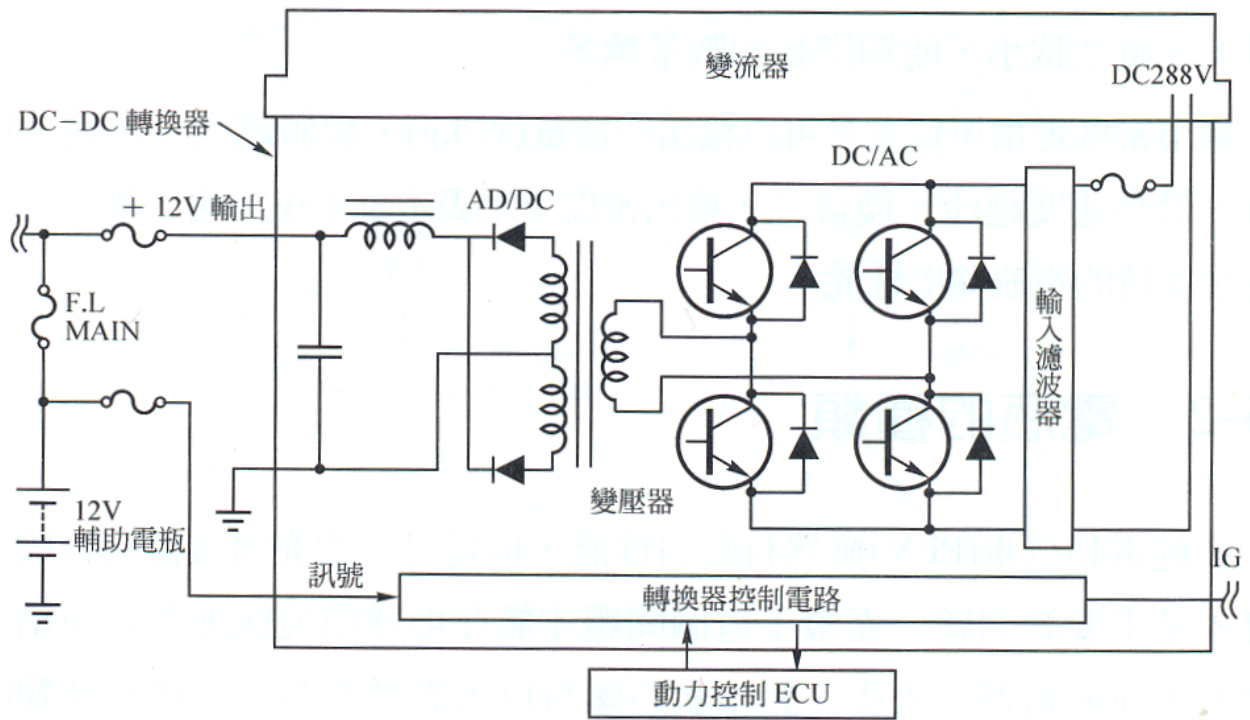 變流器
DC288V
DC-DC 轉換器
DC/AC
+ 12V 輸出
AD/DC
F.L
MAIN
輸入濾波器
變壓器
12V
輔助電瓶
訊號
轉換器控制電路
IG
動力控制 ECU